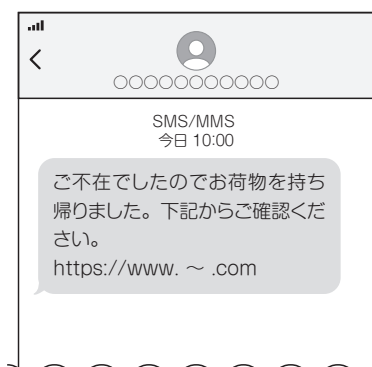 ○○○○○○○○○○○
SMS/MMS
今日 10:00
ご不在でしたのでお荷物を持ち
帰りました。下記からご確認くだ
さい。
https://www. ～ .com